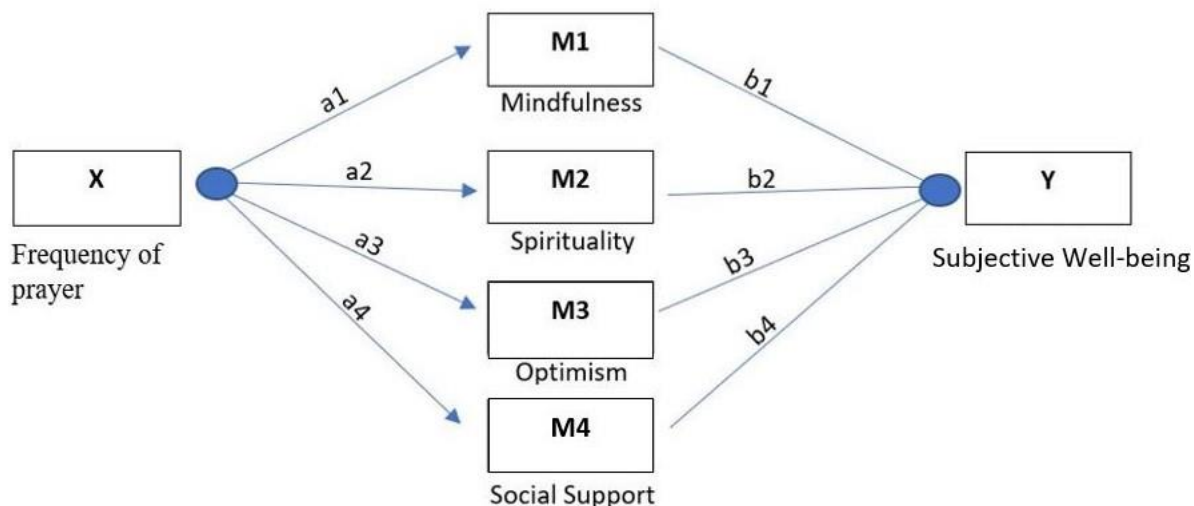 M1
Mindfulness
a1
b1
X
Frequency of
prayer
a2
M2
Spirituality
b2
Y
Subjective Well-being
a3
M3
Optimism
b3
a4
M4
Social Support
b4